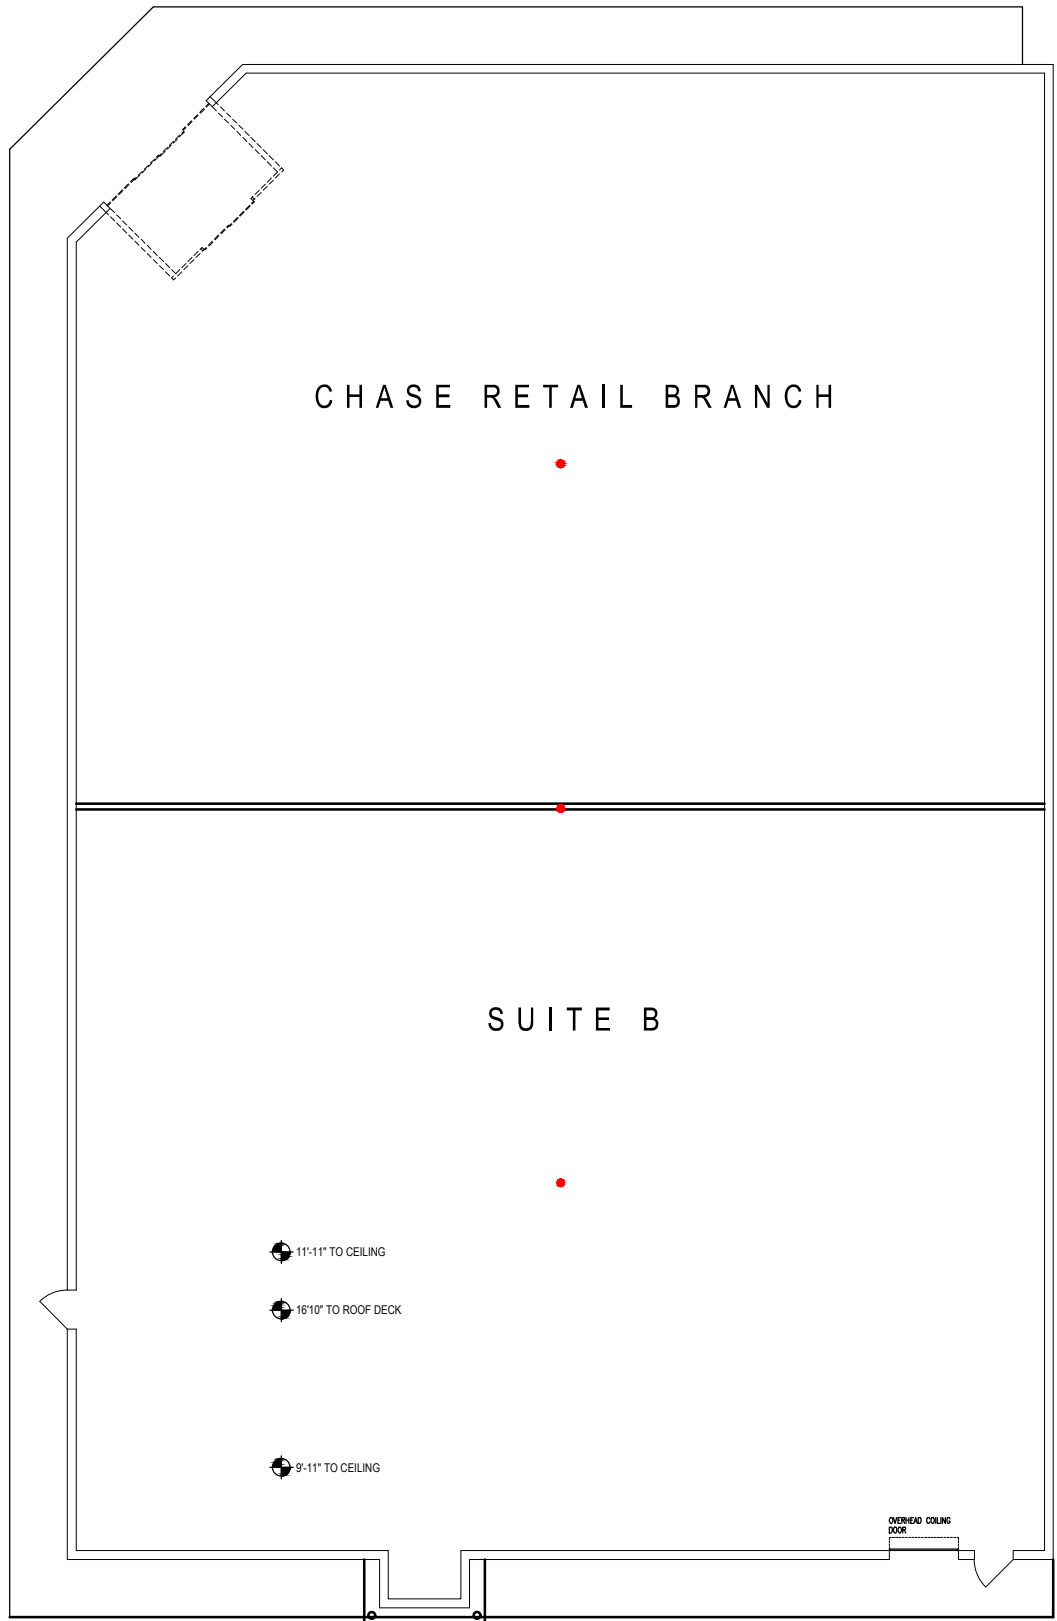 CHASE RETAIL BRANCH
SUITE B
11'-11" TO CEILING
16'10" TO ROOF DECK
9'-11" TO CEILING
OVERHEAD COILING
DOOR